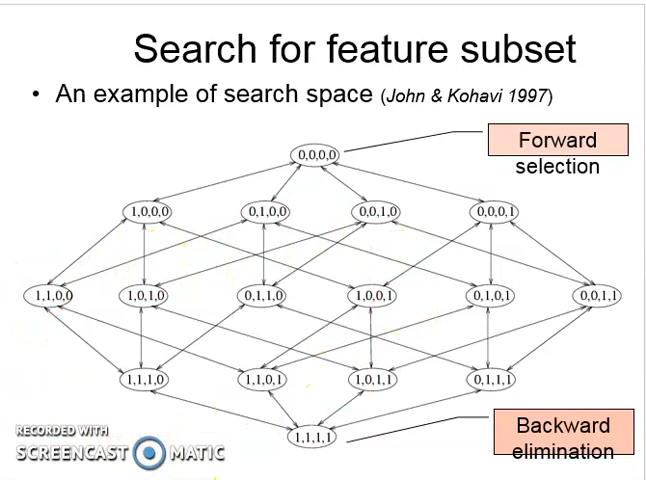 Search for feature subset
• An example of search space (John & Kohavi 1997)
Forward
selection
0,0,0,0
1,0,0,0 0,1,0,0 0,0,1,0 0,0,0,1
1,1,0,0 1,0,1,0 0,1,1,0 1,0,0,1 0,1,0,1 0,0,1,1
1,1,1,0 1,1,0,1 1,0,1,1 0,1,1,1
1,1,1,1
Backward
elimination
RECORDED WITH
SCREENCAST MATIC